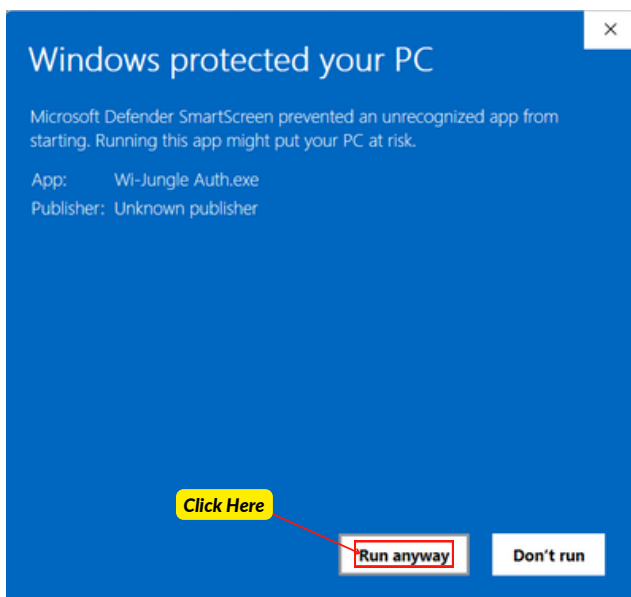 Windows protected your PC
Microsoft Defender SmartScreen prevented an unrecognized app from
starting. Running this app might put your PC at risk.
App: Wi-Jungle Auth.exe
Publisher: Unknown publisher
Click Here
Run anyway Don't run